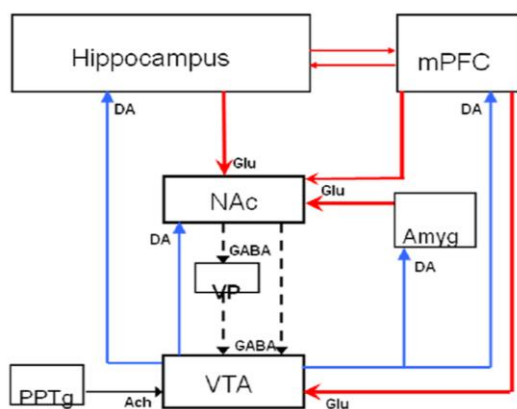 Hippocampus
mPFC
DA
DA
Glu
Glu
NAc
DA
GABA
Amyg
DA
VP
GABA
VTA
PPTg
Ach
Glu